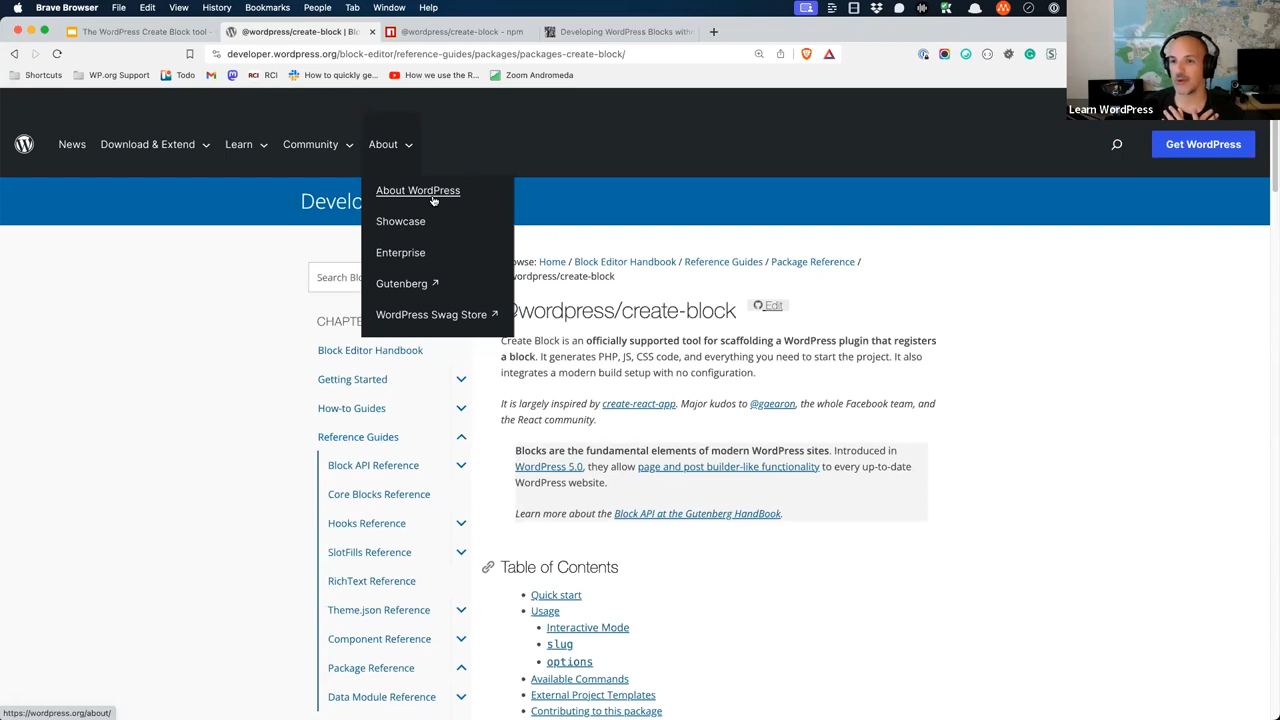 Brave Browser File Edit View History Bookmarks People Tab Window Help
The WordPress Create Block tool -
@wordpress/create-block | Blo
@wordpress/create-block - npm
Developing WordPress Blocks with
developer.wordpress.org/block-editor/reference-guides/packages/packages-create-block/
Shortcuts WP.org Support Todo RCI RCI How to quickly ge... How we use the R... Zoom Andromeda
Learn WordPress
News Download & Extend Learn Community About Get WordPress
About WordPress
Showcase
Enterprise
Gutenberg ↗
WordPress Swag Store ↗
Develo
Search Blo
CHAPTE
Block Editor Handbook
Getting Started
How-to Guides
Reference Guides
Block API Reference
Core Blocks Reference
Hooks Reference
SlotFills Reference
RichText Reference
Theme.json Reference
Component Reference
Package Reference
Data Module Reference
wse: Home / Block Editor Handbook / Reference Guides / Package Reference /
wordpress/create-block
@wordpress/create-block Edit
Create Block is an officially supported tool for scaffolding a WordPress plugin that registers
a block. It generates PHP, JS, CSS code, and everything you need to start the project. It also
integrates a modern build setup with no configuration.
It is largely inspired by create-react-app. Major kudos to @gaearon, the whole Facebook team, and
the React community.
Blocks are the fundamental elements of modern WordPress sites. Introduced in
WordPress 5.0, they allow page and post builder-like functionality to every up-to-date
WordPress website.
Learn more about the Block API at the Gutenberg HandBook.
Table of Contents
Quick start
Usage
Interactive Mode
slug
options
Available Commands
External Project Templates
Contributing to this package
https://wordpress.org/about/